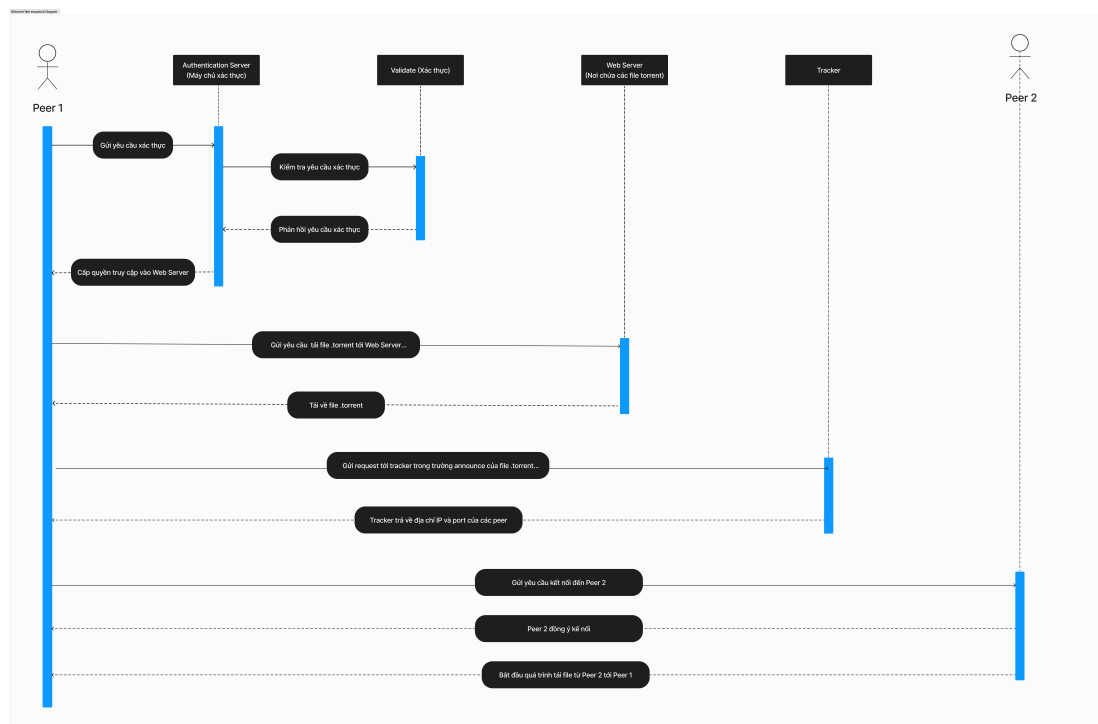 Peer 1
Authentication Server
(Máy chủ xác thực)
Validate (Xác thực)
Web Server
(Nơi chứa các file torrent)
Tracker
Peer 2
Gửi yêu cầu xác thực
Kiểm tra yêu cầu xác thực
Phản hồi yêu cầu xác thực
Cấp quyền truy cập vào Web Server
Gửi yêu cầu tải file .torrent tới Web Server...
Tải về file .torrent
Gửi request tới tracker trong trường announce của file .torrent...
Tracker trả về địa chỉ IP và port của các peer
Gửi yêu cầu kết nối đến Peer 2
Peer 2 đồng ý kế nối
Bắt đầu quá trình tải file từ Peer 2 tới Peer 1